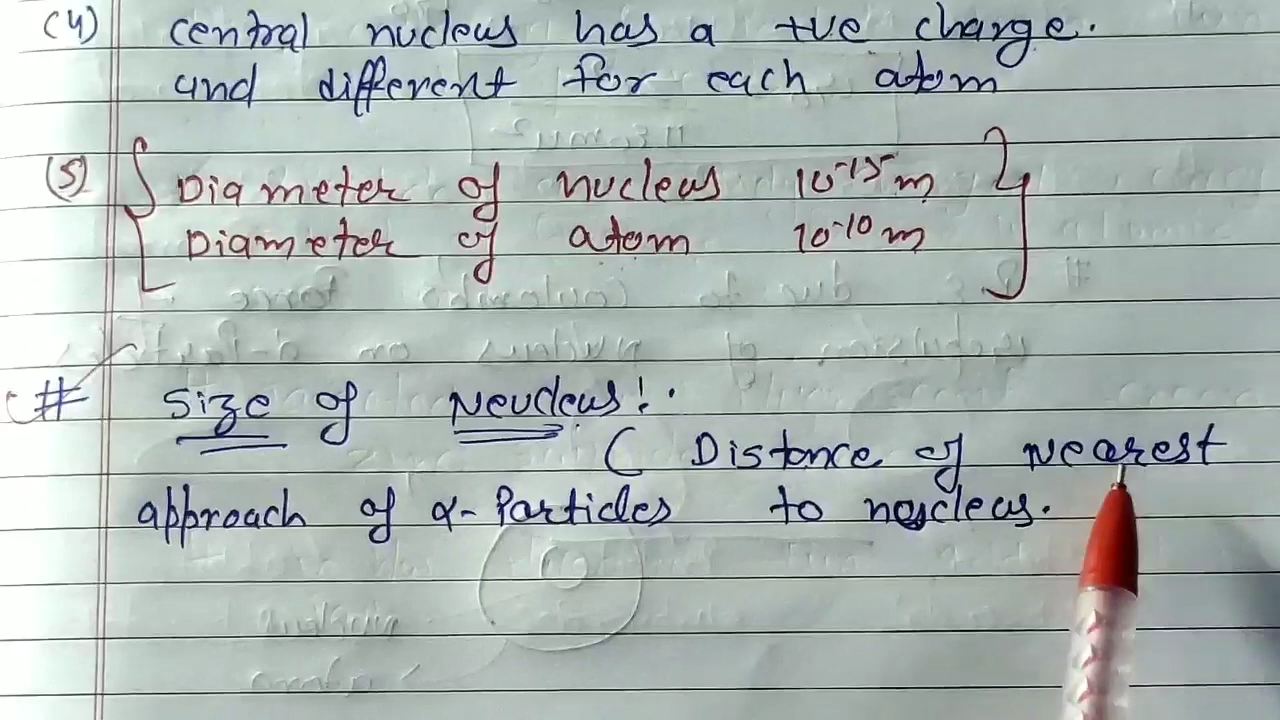 (4) central nucleus has a +ve charge.
and different for each atom
(5) Diameter of nucleus 10-15 m
Diameter of atom 10-10 m
# Size of Neucleus!.
( Distance of Nearest
approach of α-Particles to neucleus.